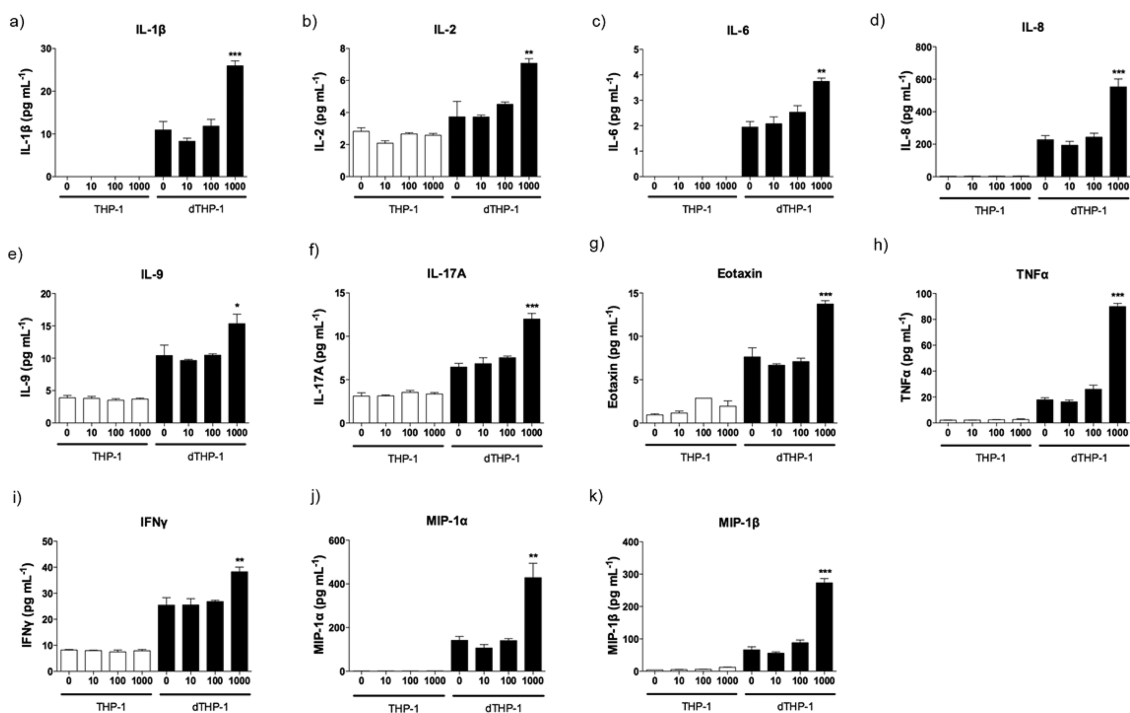 a)
IL-1β
IL-1β (pg mL⁻¹)
30
20
10
0
***
0 10 100 1000 0 10 100 1000
THP-1 dTHP-1
b)
IL-2
IL-2 (pg mL⁻¹)
8
6
4
2
0
**
0 10 100 1000 0 10 100 1000
THP-1 dTHP-1
c)
IL-6
IL-6 (pg mL⁻¹)
5
4
3
2
1
0
**
0 10 100 1000 0 10 100 1000
THP-1 dTHP-1
d)
IL-8
IL-8 (pg mL⁻¹)
800
600
400
200
0
***
0 10 100 1000 0 10 100 1000
THP-1 dTHP-1
e)
IL-9
IL-9 (pg mL⁻¹)
20
15
10
5
0
*
0 10 100 1000 0 10 100 1000
THP-1 dTHP-1
f)
IL-17A
IL-17A (pg mL⁻¹)
15
10
5
0
***
0 10 100 1000 0 10 100 1000
THP-1 dTHP-1
g)
Eotaxin
Eotaxin (pg mL⁻¹)
15
10
5
0
***
0 10 100 1000 0 10 100 1000
THP-1 dTHP-1
h)
TNFα
TNFα (pg mL⁻¹)
100
80
60
40
20
0
***
0 10 100 1000 0 10 100 1000
THP-1 dTHP-1
i)
IFNγ
IFNγ (pg mL⁻¹)
50
40
30
20
10
0
**
0 10 100 1000 0 10 100 1000
THP-1 dTHP-1
j)
MIP-1α
MIP-1α (pg mL⁻¹)
600
400
200
0
**
0 10 100 1000 0 10 100 1000
THP-1 dTHP-1
k)
MIP-1β
MIP-1β (pg mL⁻¹)
400
300
200
100
0
***
0 10 100 1000 0 10 100 1000
THP-1 dTHP-1